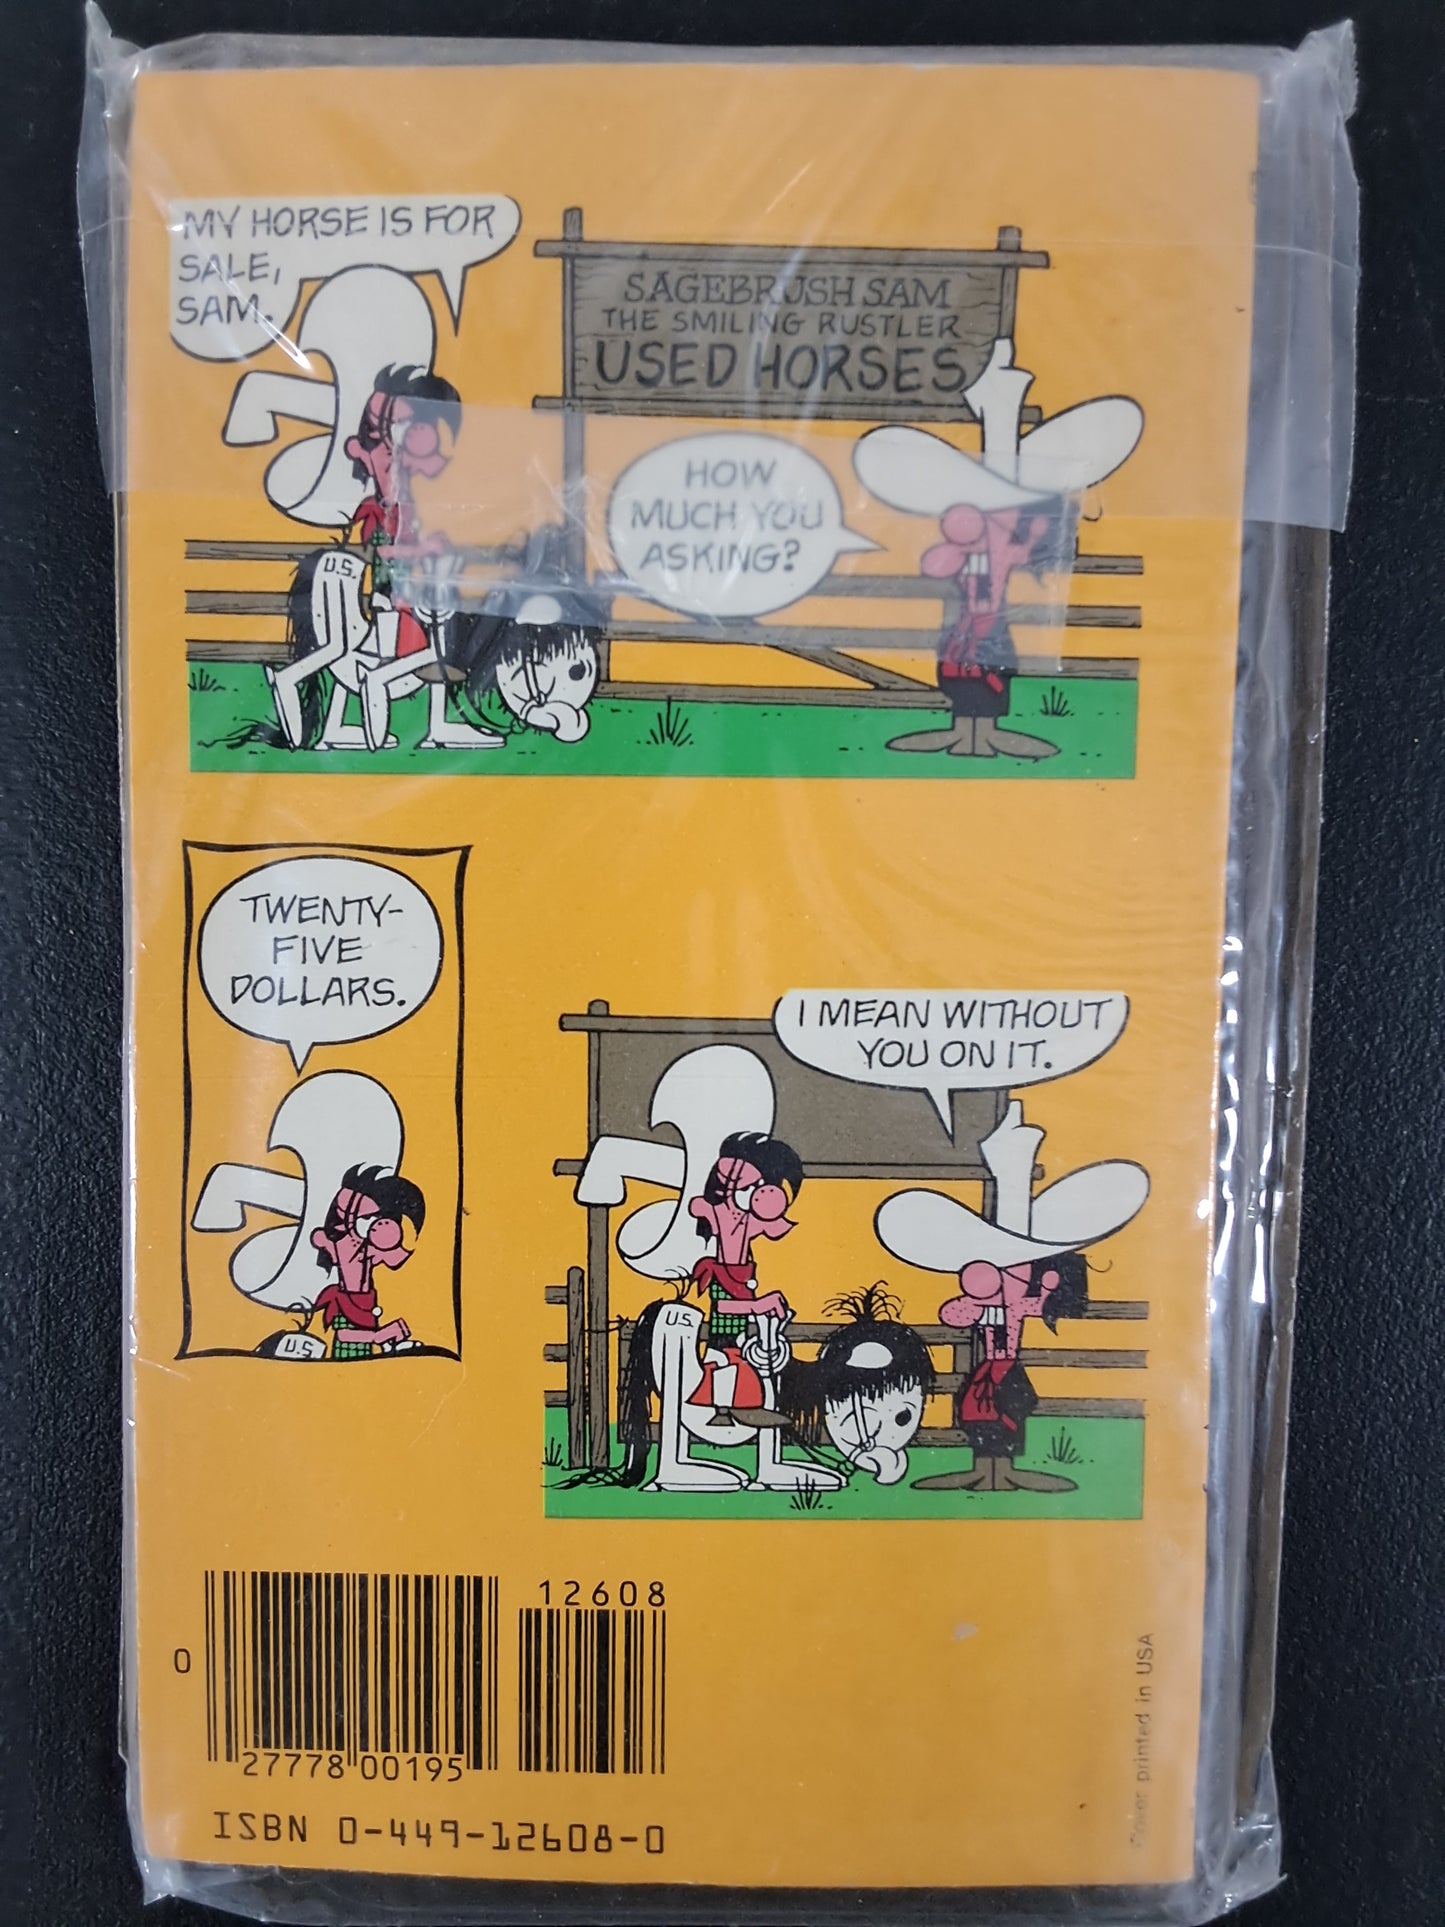 MY HORSE IS FOR
SALE,
SAM.
SAGEBRUSH SAM
THE SMILING RUSTLER
USED HORSES
HOW
MUCH YOU
ASKING?
U.S.
TWENTY-
FIVE
DOLLARS.
U.S.
I MEAN WITHOUT
YOU ON IT.
U.S.
12608
0
27778 00195
ISBN 0-449-12608-0
Cover printed in USA